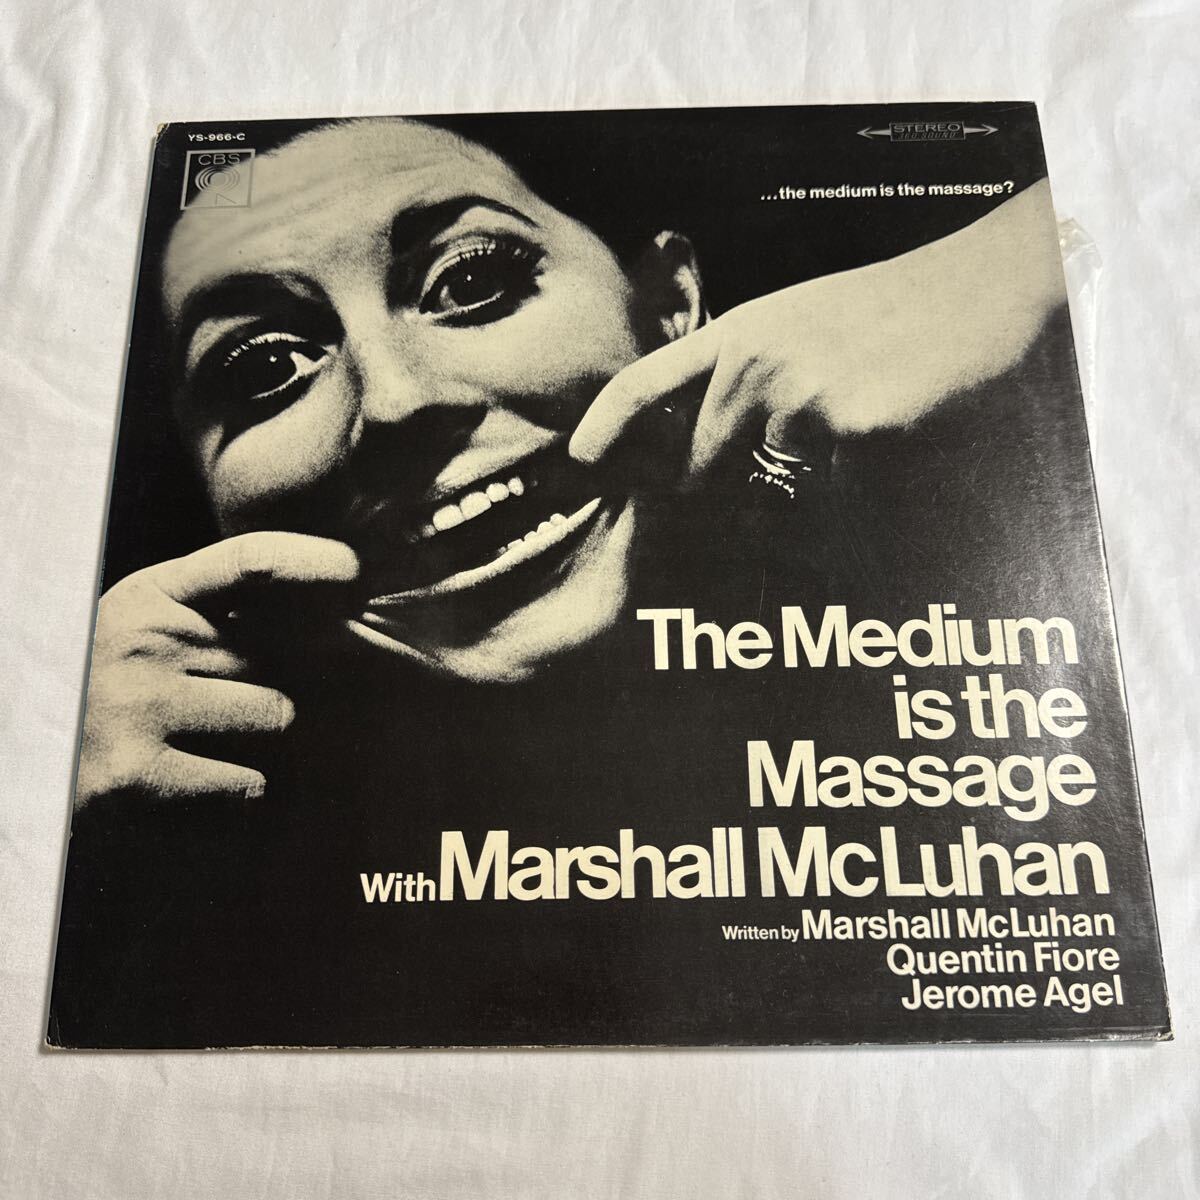 YS-966-C
CBS
STEREO
360 SOUND
...the medium is the massage?
The Medium
is the
Massage
With Marshall McLuhan
Written by Marshall McLuhan
Quentin Fiore
Jerome Agel